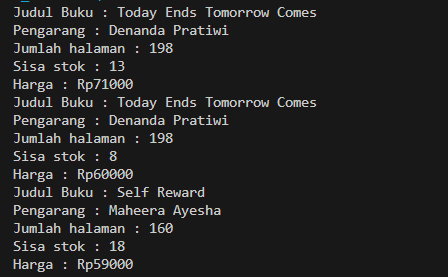 Judul Buku : Today Ends Tomorrow Comes
Pengarang : Denanda Pratiwi
Jumlah halaman : 198
Sisa stok : 13
Harga : Rp71000
Judul Buku : Today Ends Tomorrow Comes
Pengarang : Denanda Pratiwi
Jumlah halaman : 198
Sisa stok : 8
Harga : Rp60000
Judul Buku : Self Reward
Pengarang : Maheera Ayesha
Jumlah halaman : 160
Sisa stok : 18
Harga : Rp59000